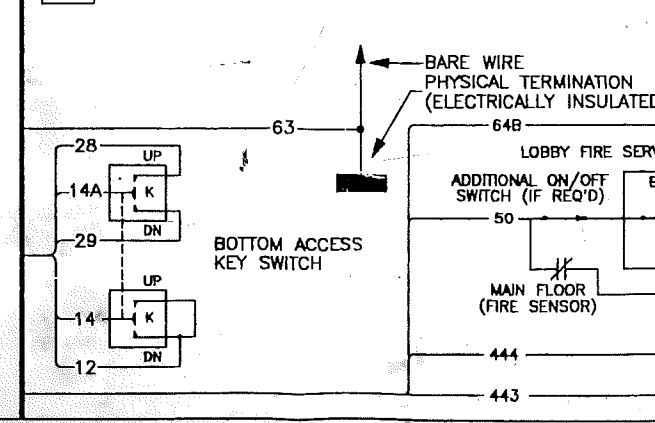 BARE WIRE
PHYSICAL TERMINATION
(ELECTRICALLY INSULATED
63
64B
28
UP
LOBBY FIRE SERV
14A
K
ADDITIONAL ON/OFF
SWITCH (IF REQ'D)
50
DN
29
BOTTOM ACCESS
KEY SWITCH
UP
MAIN FLOOR
(FIRE SENSOR)
14
K
DN
12
444
443